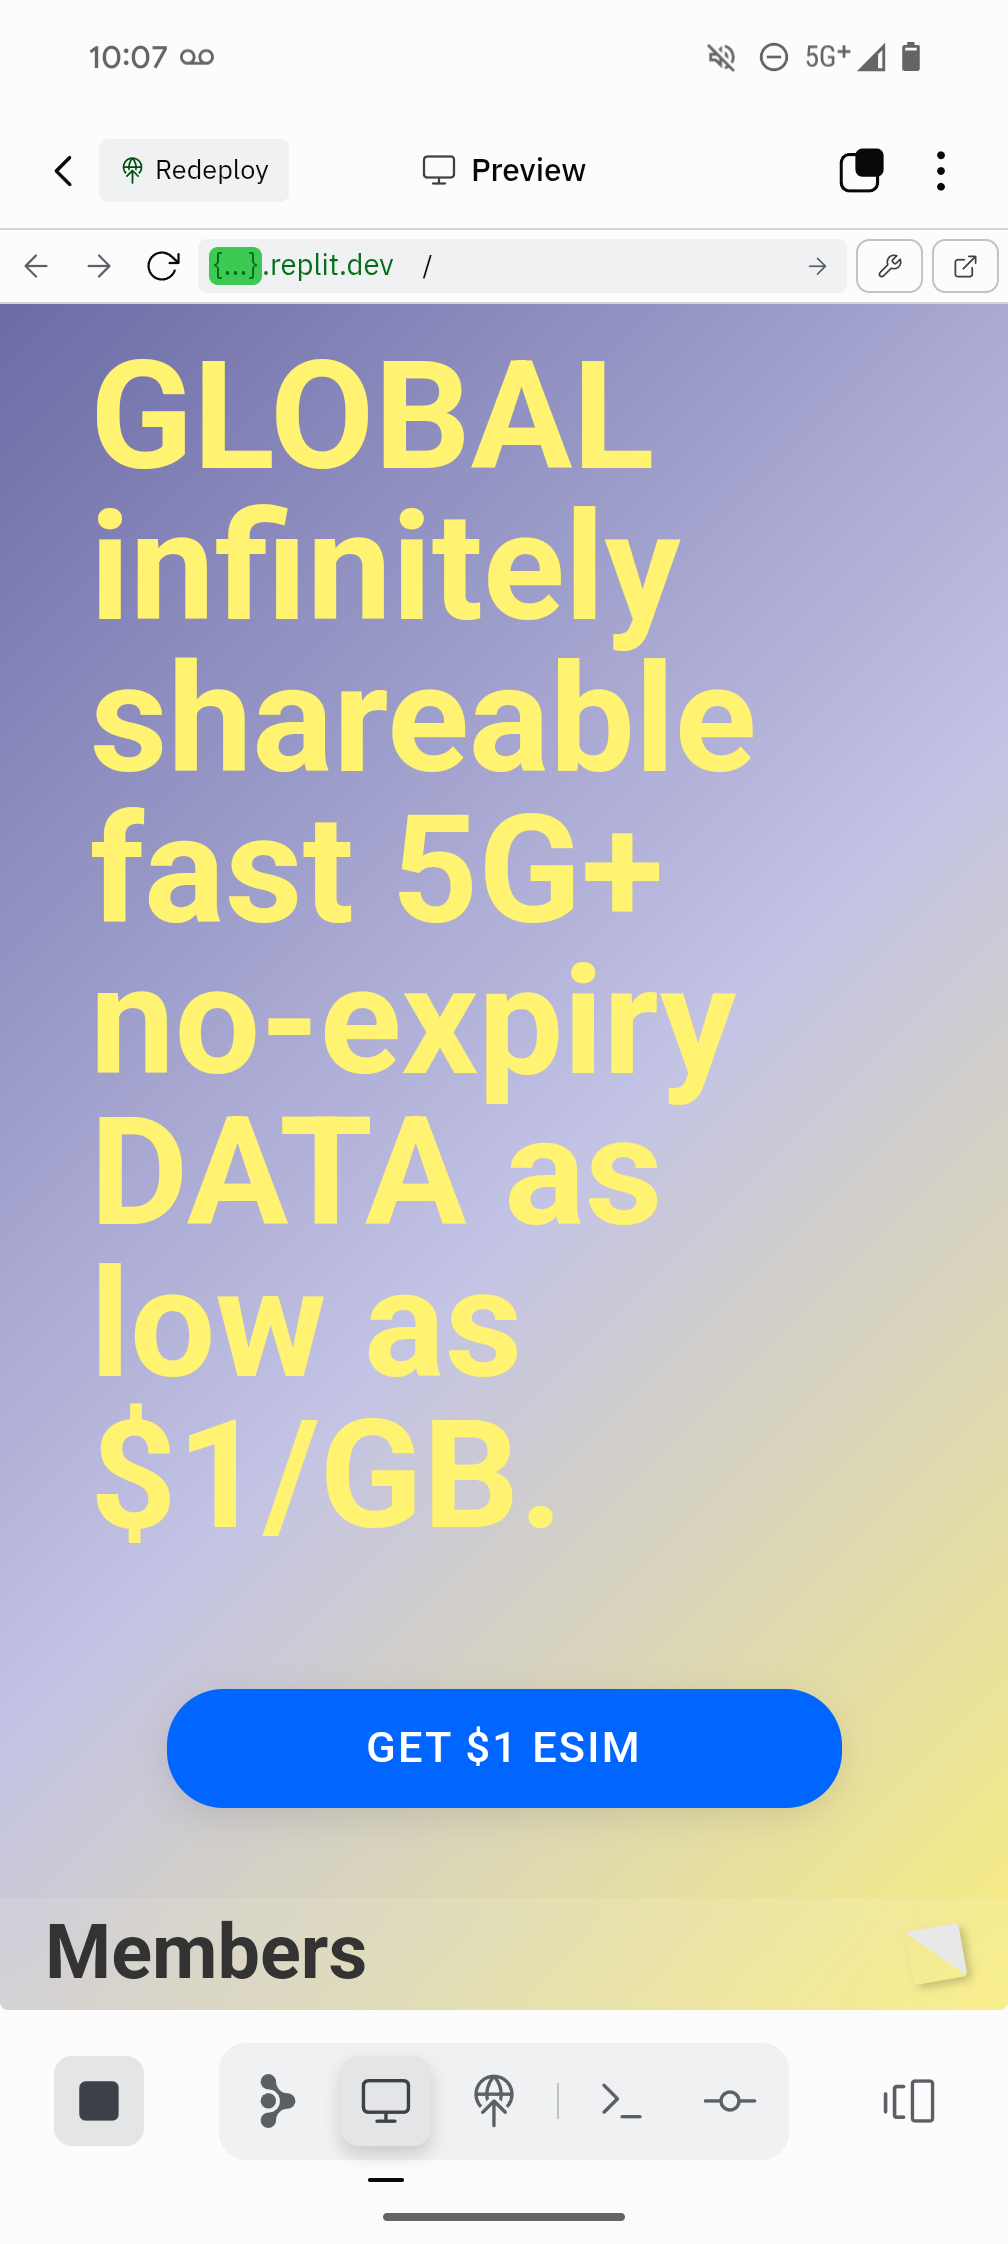 10:07
5G+
Redeploy
Preview
{...}.replit.dev /
GLOBAL
infinitely
shareable
fast 5G+
no-expiry
DATA as
low as
$1/GB.
GET $1 ESIM
Members